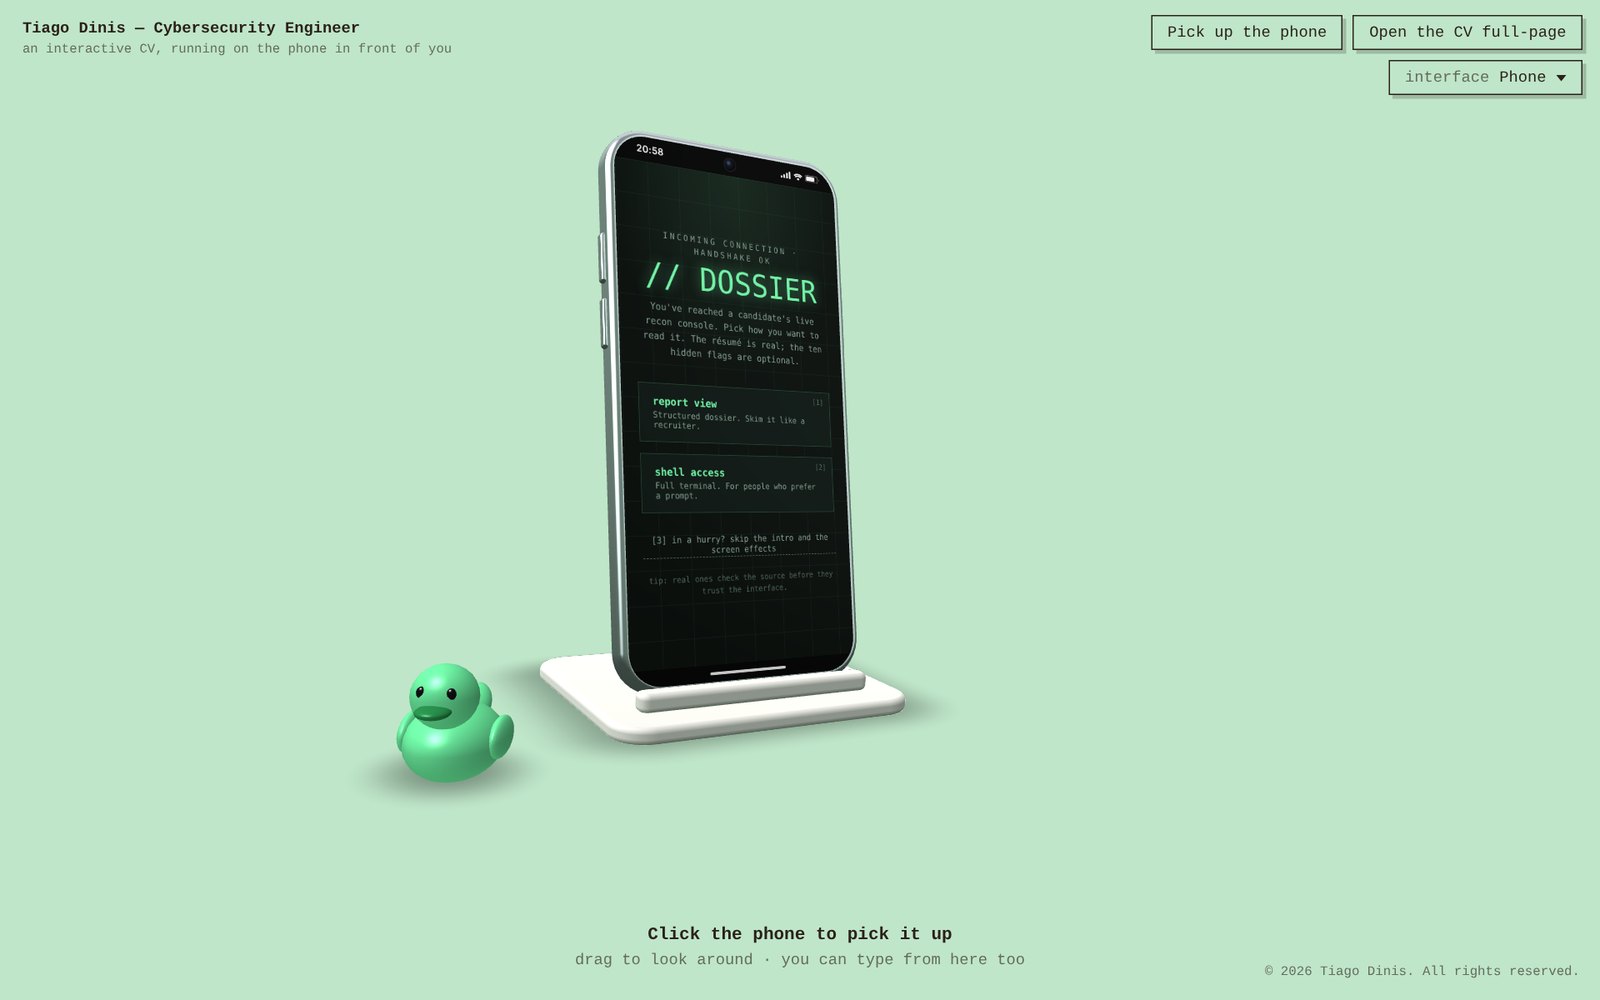 Tiago Dinis — Cybersecurity Engineer
an interactive CV, running on the phone in front of you
Pick up the phone
Open the CV full-page
interface Phone
20:58
INCOMING CONNECTION ·
HANDSHAKE OK
// DOSSIER
You've reached a candidate's live
recon console. Pick how you want to
read it. The résumé is real; the ten
hidden flags are optional.
report view [1]
Structured dossier. Skim it like a
recruiter.
shell access [2]
Full terminal. For people who prefer
a prompt.
[3] in a hurry? skip the intro and the
screen effects
tip: real ones check the source before they
trust the interface.
Click the phone to pick it up
drag to look around · you can type from here too
© 2026 Tiago Dinis. All rights reserved.